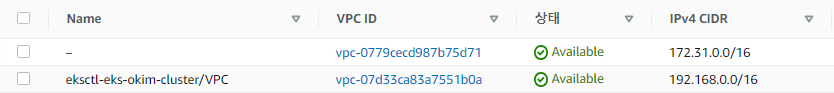 Name VPC ID 상태 IPv4 CIDR
– vpc-0779cecd987b75d71 Available 172.31.0.0/16
eksctl-eks-okim-cluster/VPC vpc-07d33ca83a7551b0a Available 192.168.0.0/16